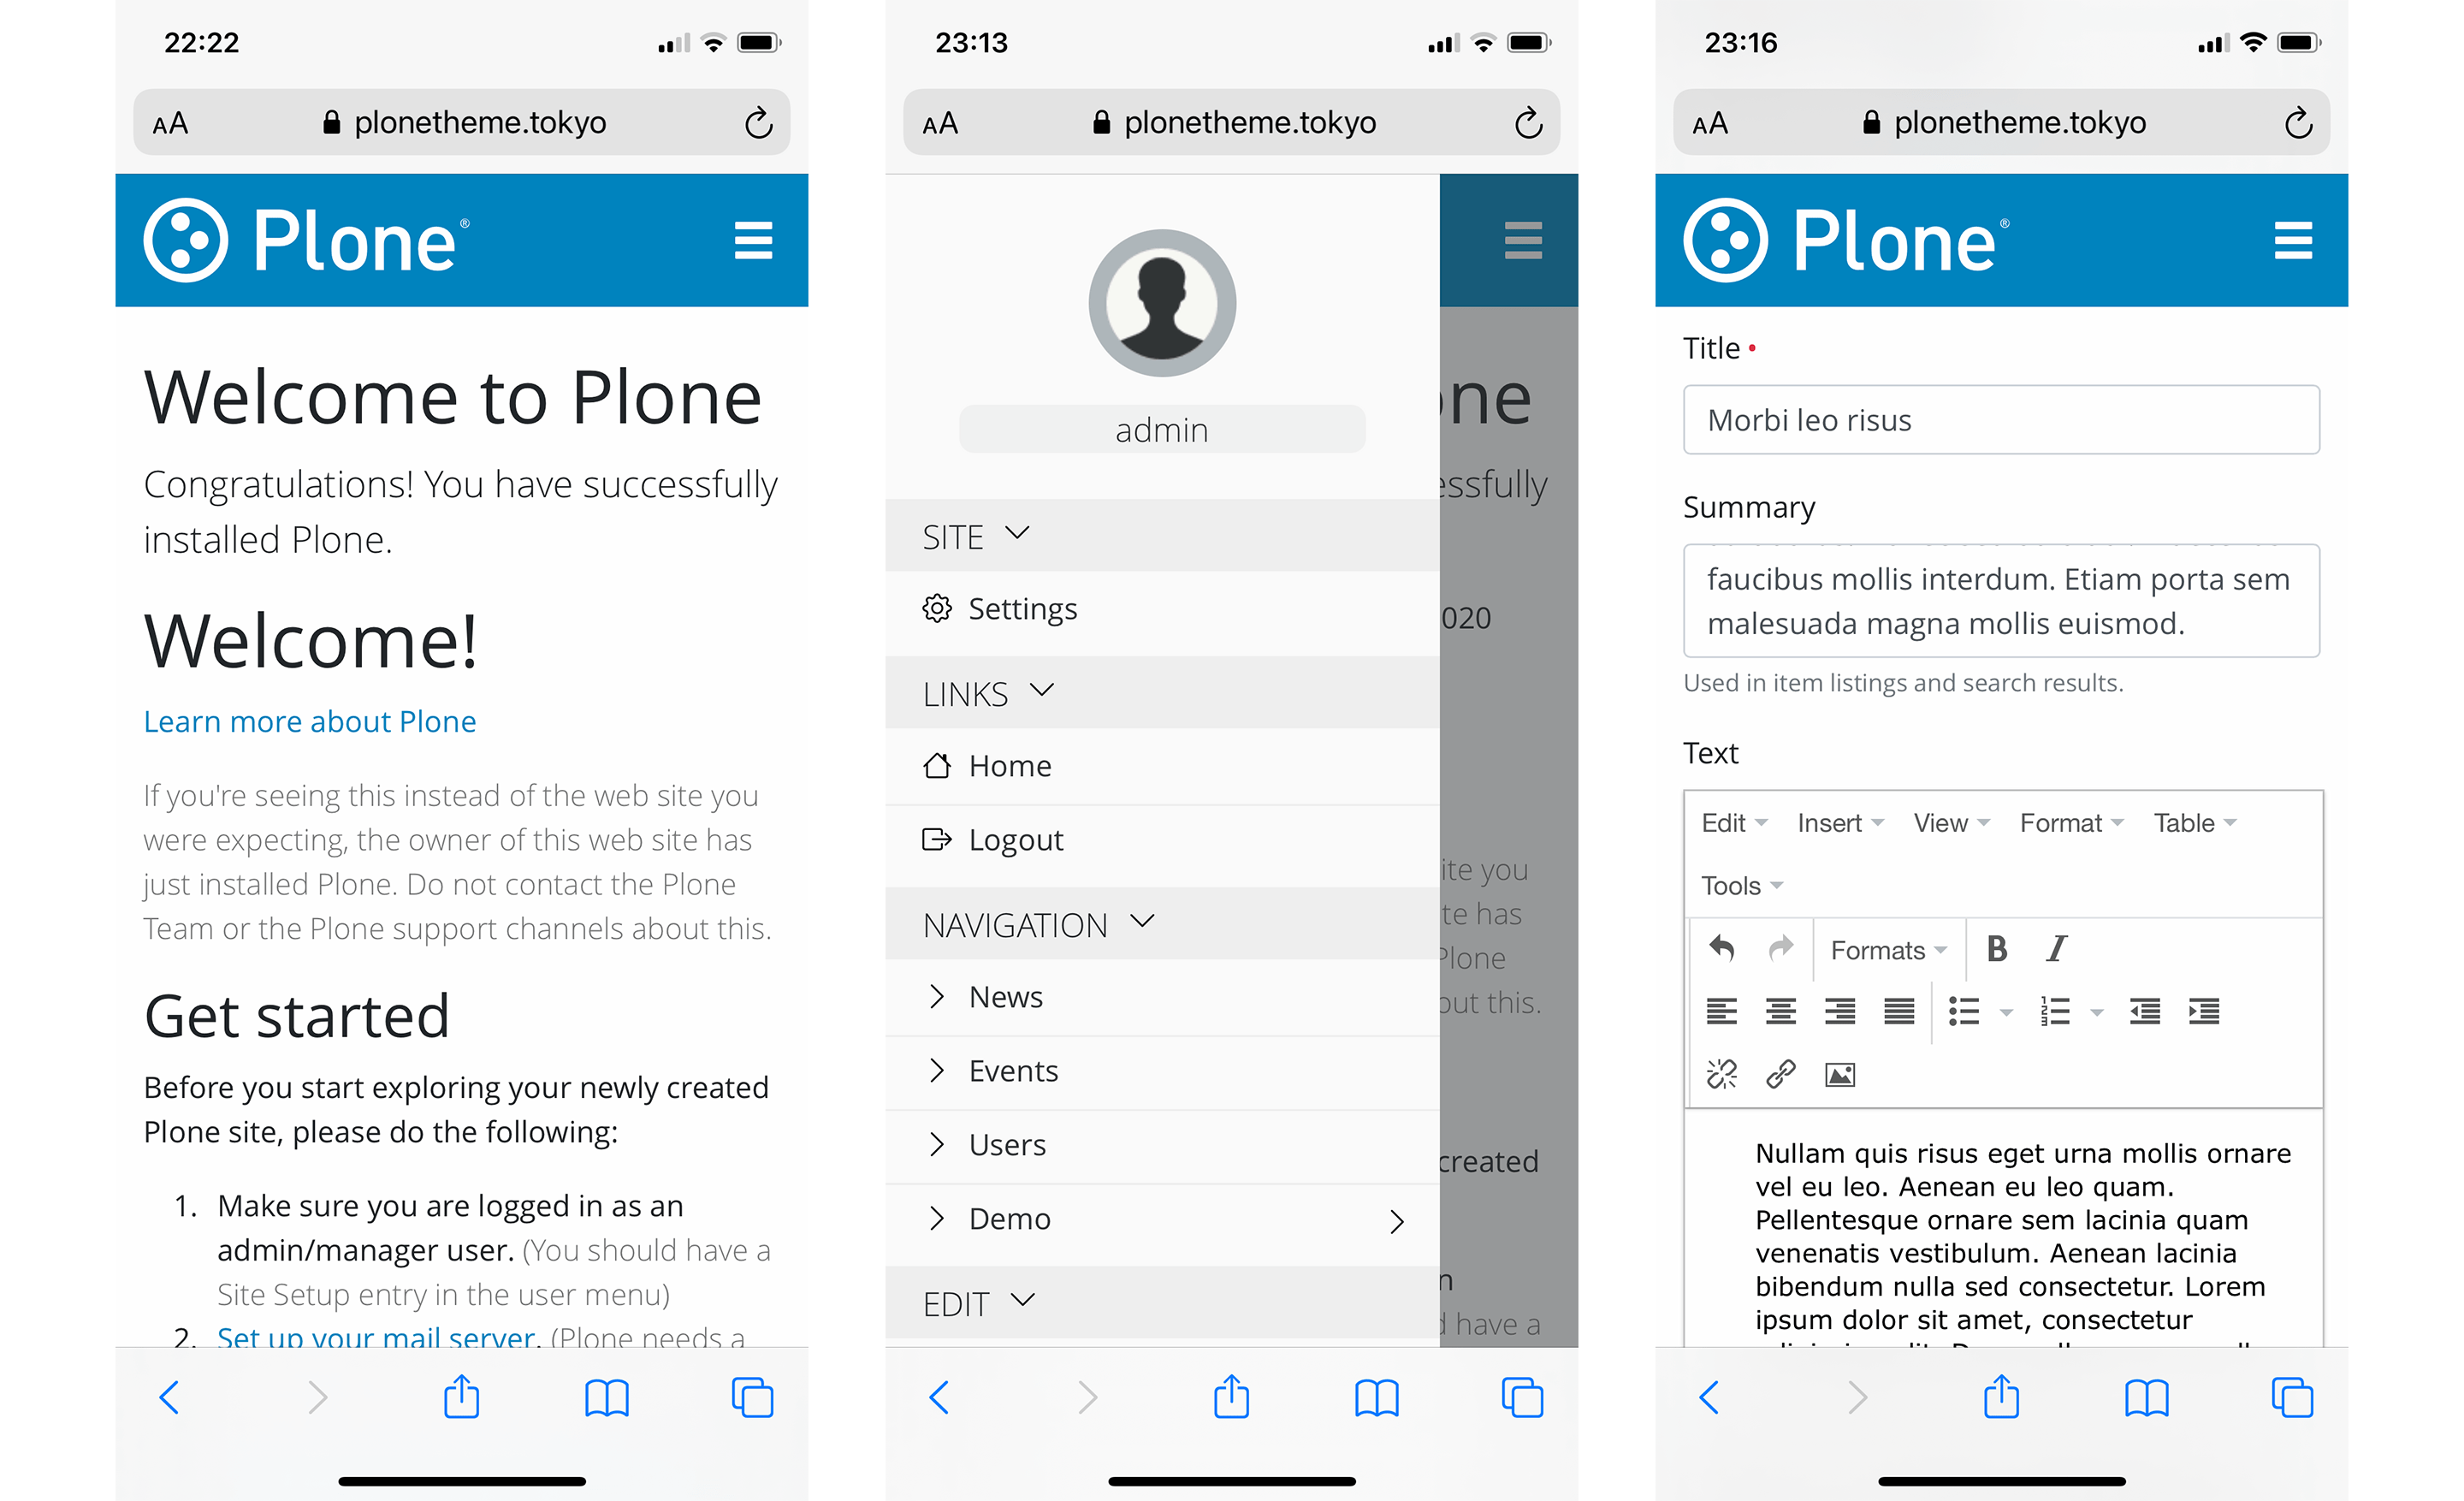 22:22
AA plonetheme.tokyo
Plone®
Welcome to Plone
Congratulations! You have successfully
installed Plone.
Welcome!
Learn more about Plone
If you're seeing this instead of the web site you
were expecting, the owner of this web site has
just installed Plone. Do not contact the Plone
Team or the Plone support channels about this.
Get started
Before you start exploring your newly created
Plone site, please do the following:
1. Make sure you are logged in as an
admin/manager user. (You should have a
Site Setup entry in the user menu)
2. Set up your mail server. (Plone needs a
23:13
AA plonetheme.tokyo
admin
SITE
Settings
LINKS
Home
Logout
NAVIGATION
News
Events
Users
Demo
EDIT
one
essfully
020
ite you
te has
Plone
out this.
created
n
d have a
23:16
AA plonetheme.tokyo
Plone®
Title •
Morbi leo risus
Summary
faucibus mollis interdum. Etiam porta sem
malesuada magna mollis euismod.
Used in item listings and search results.
Text
Edit Insert View Format Table
Tools
Formats B I
Nullam quis risus eget urna mollis ornare
vel eu leo. Aenean eu leo quam.
Pellentesque ornare sem lacinia quam
venenatis vestibulum. Aenean lacinia
bibendum nulla sed consectetur. Lorem
ipsum dolor sit amet, consectetur